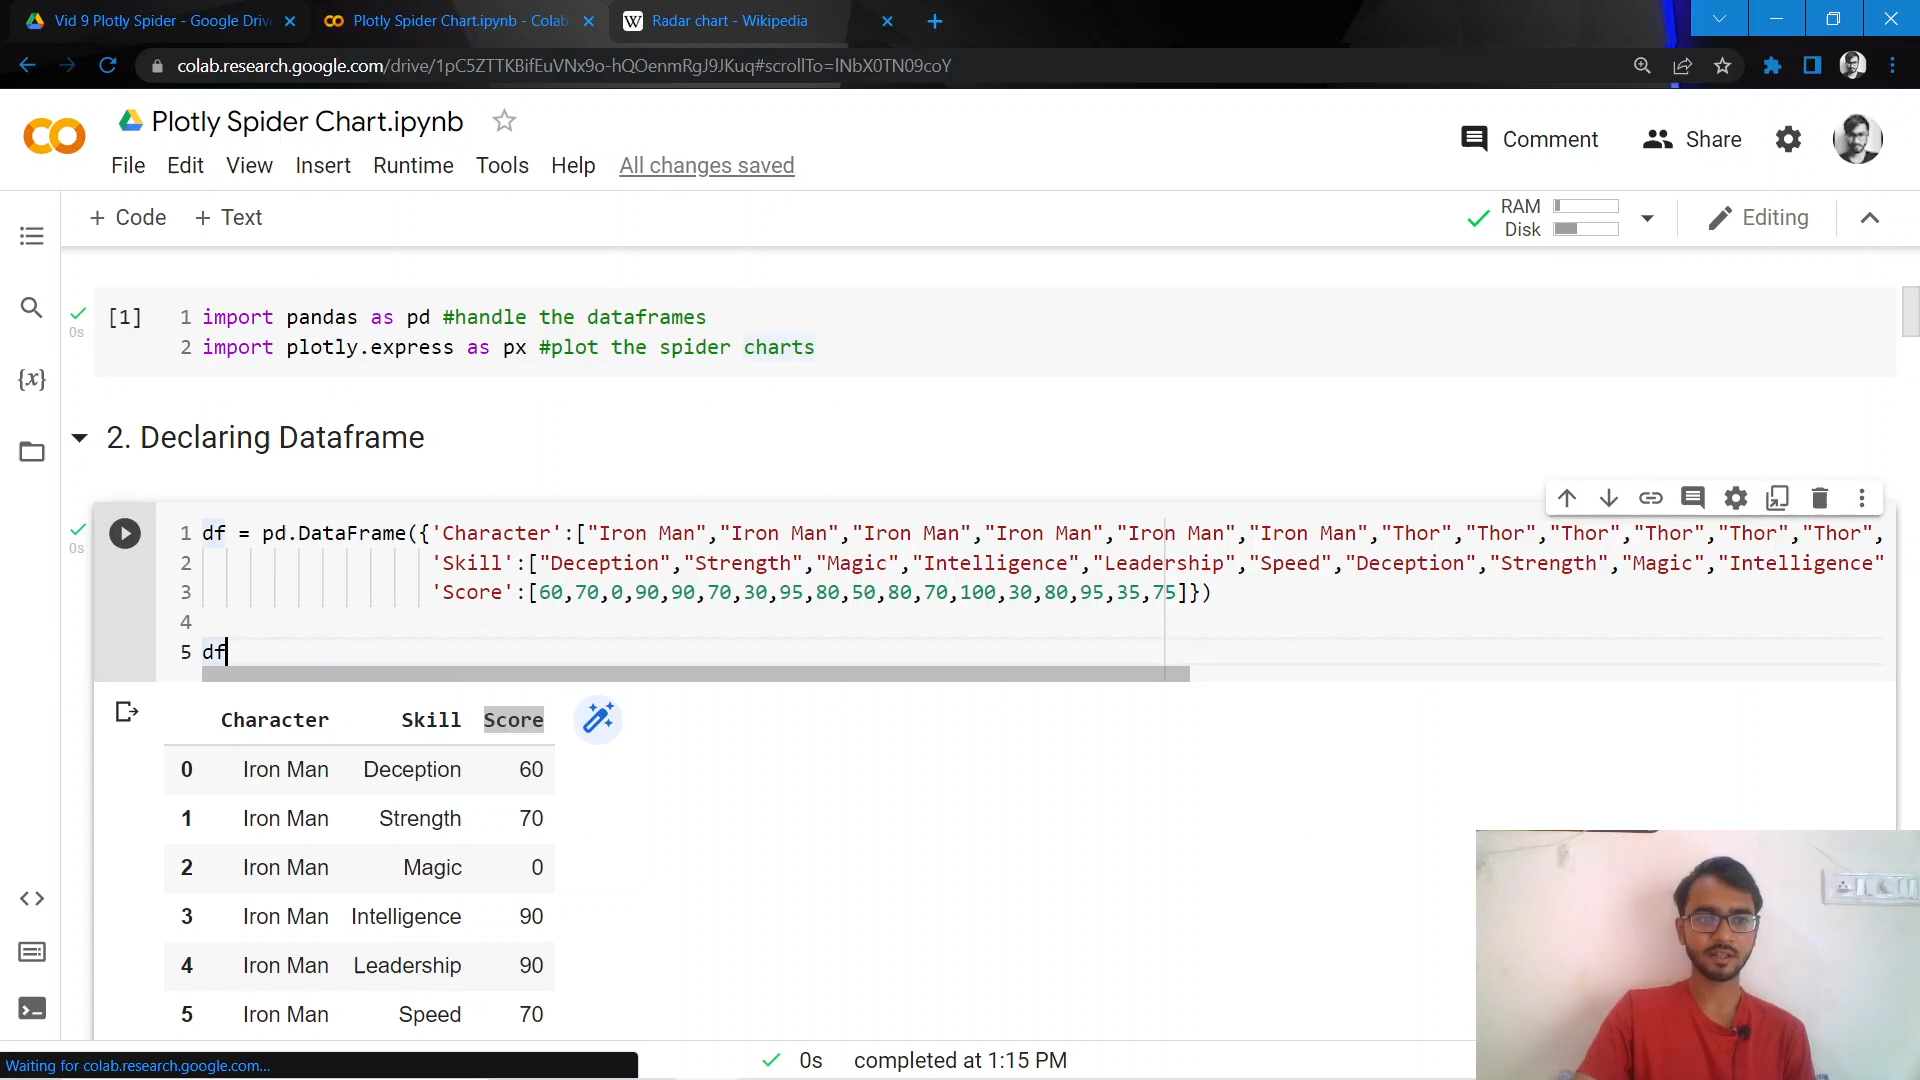 Vid 9 Plotly Spider - Google Drive
Plotly Spider Chart.ipynb - Colab
Radar chart - Wikipedia
colab.research.google.com/drive/1pC5ZTTKBifEuVNx9o-hQOenmRgJ9JKuq#scrollTo=lNbX0TN09coY
Plotly Spider Chart.ipynb
Comment
Share
File Edit View Insert Runtime Tools Help All changes saved
+ Code + Text
RAM
Disk
Editing
[1] 1 import pandas as pd #handle the dataframes
0s
2 import plotly.express as px #plot the spider charts
2. Declaring Dataframe
1 df = pd.DataFrame({'Character':["Iron Man","Iron Man","Iron Man","Iron Man","Iron Man","Iron Man","Thor","Thor","Thor","Thor","Thor","Thor",
0s
2 'Skill':["Deception","Strength","Magic","Intelligence","Leadership","Speed","Deception","Strength","Magic","Intelligence"
3 'Score':[60,70,0,90,90,70,30,95,80,50,80,70,100,30,80,95,35,75]})
4
5 df
Character Skill Score
0 Iron Man Deception 60
1 Iron Man Strength 70
2 Iron Man Magic 0
3 Iron Man Intelligence 90
4 Iron Man Leadership 90
5 Iron Man Speed 70
Waiting for colab.research.google.com...
0s completed at 1:15 PM